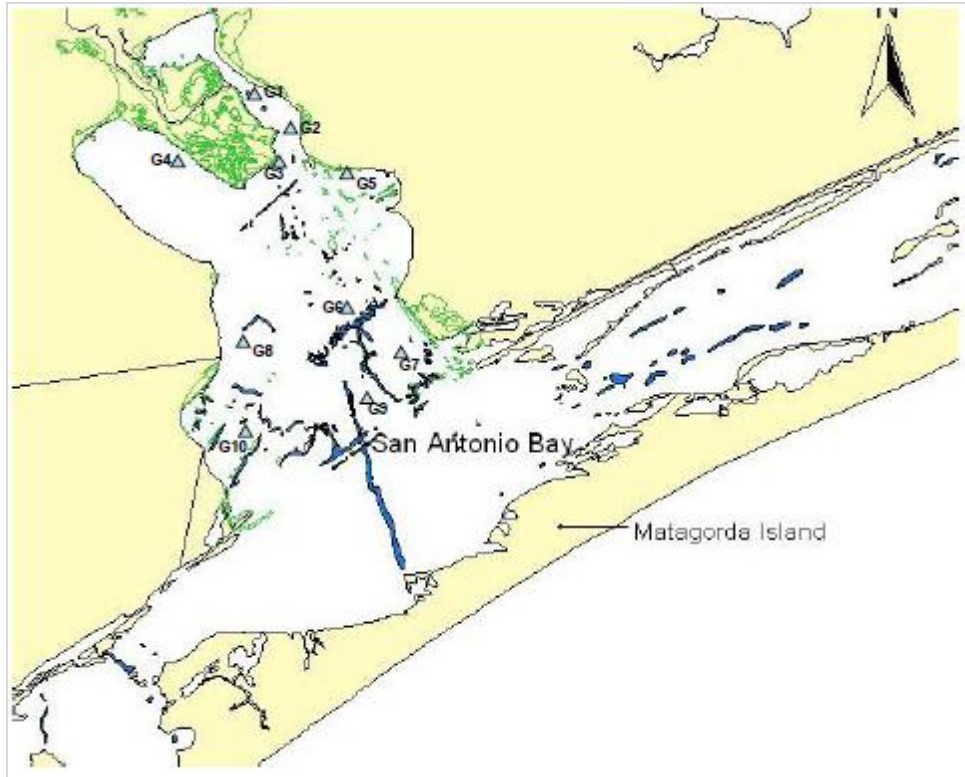 N
G1
G2
G4
G3
G5
G6
G8
G7
G9
G10
San Antonio Bay
Matagorda Island